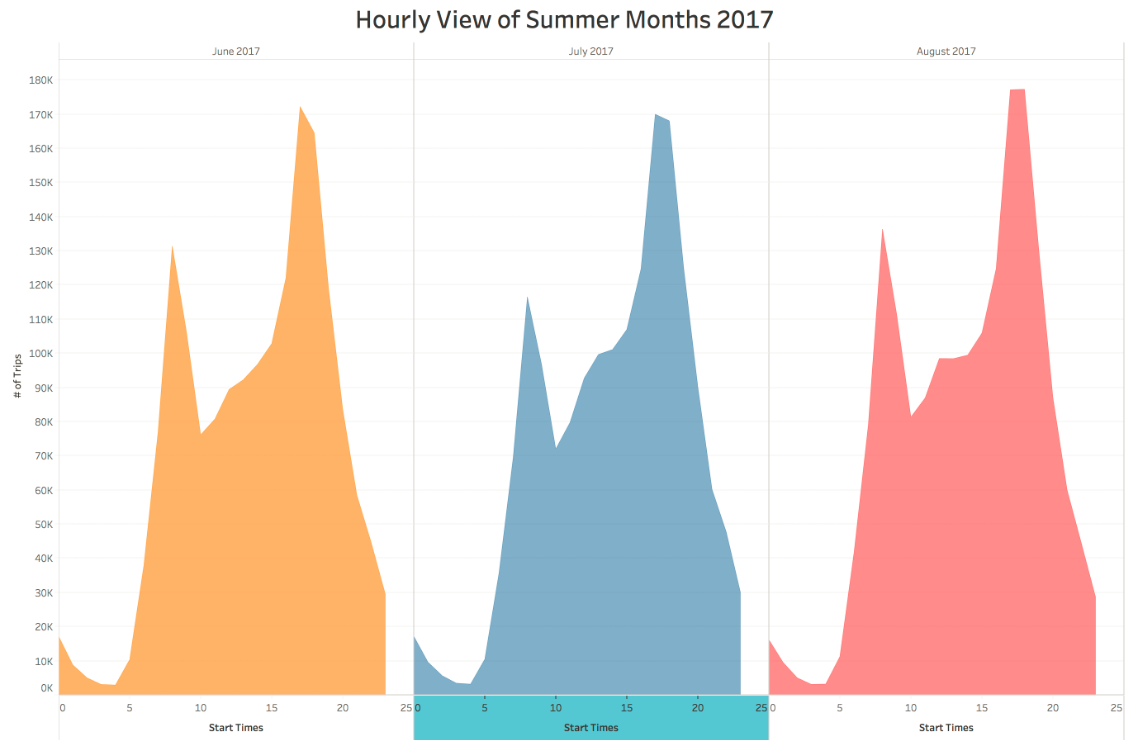 Hourly View of Summer Months 2017
June 2017 July 2017 August 2017
180K
170K
160K
150K
140K
130K
120K
110K
100K
90K
80K
70K
60K
50K
40K
30K
20K
10K
0K
# of Trips
0 5 10 15 20 25 0 5 10 15 20 25 0 5 10 15 20 25
Start Times Start Times Start Times